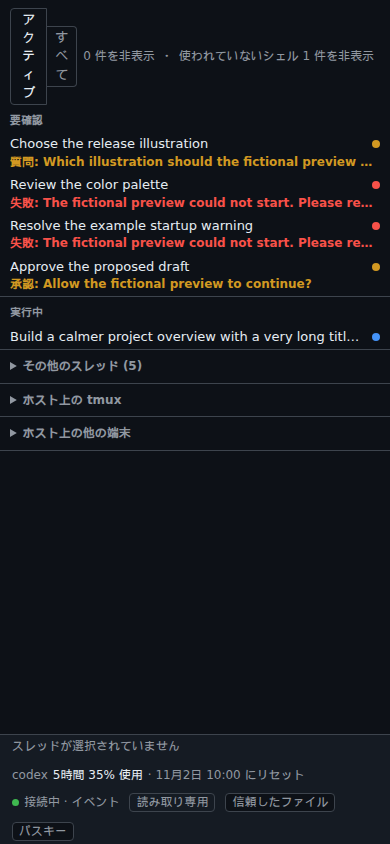 アクティブ
すべて
0 件を非表示 ・ 使われていないシェル 1 件を非表示
要確認
Choose the release illustration
質問: Which illustration should the fictional preview …
Review the color palette
失敗: The fictional preview could not start. Please re…
Resolve the example startup warning
失敗: The fictional preview could not start. Please re…
Approve the proposed draft
承認: Allow the fictional preview to continue?
実行中
Build a calmer project overview with a very long titl…
▶ その他のスレッド (5)
▶ ホスト上の tmux
▶ ホスト上の他の端末
スレッドが選択されていません
codex 5時間 35% 使用 · 11月2日 10:00 にリセット
接続中 · イベント 読み取り専用 信頼したファイル
パスキー